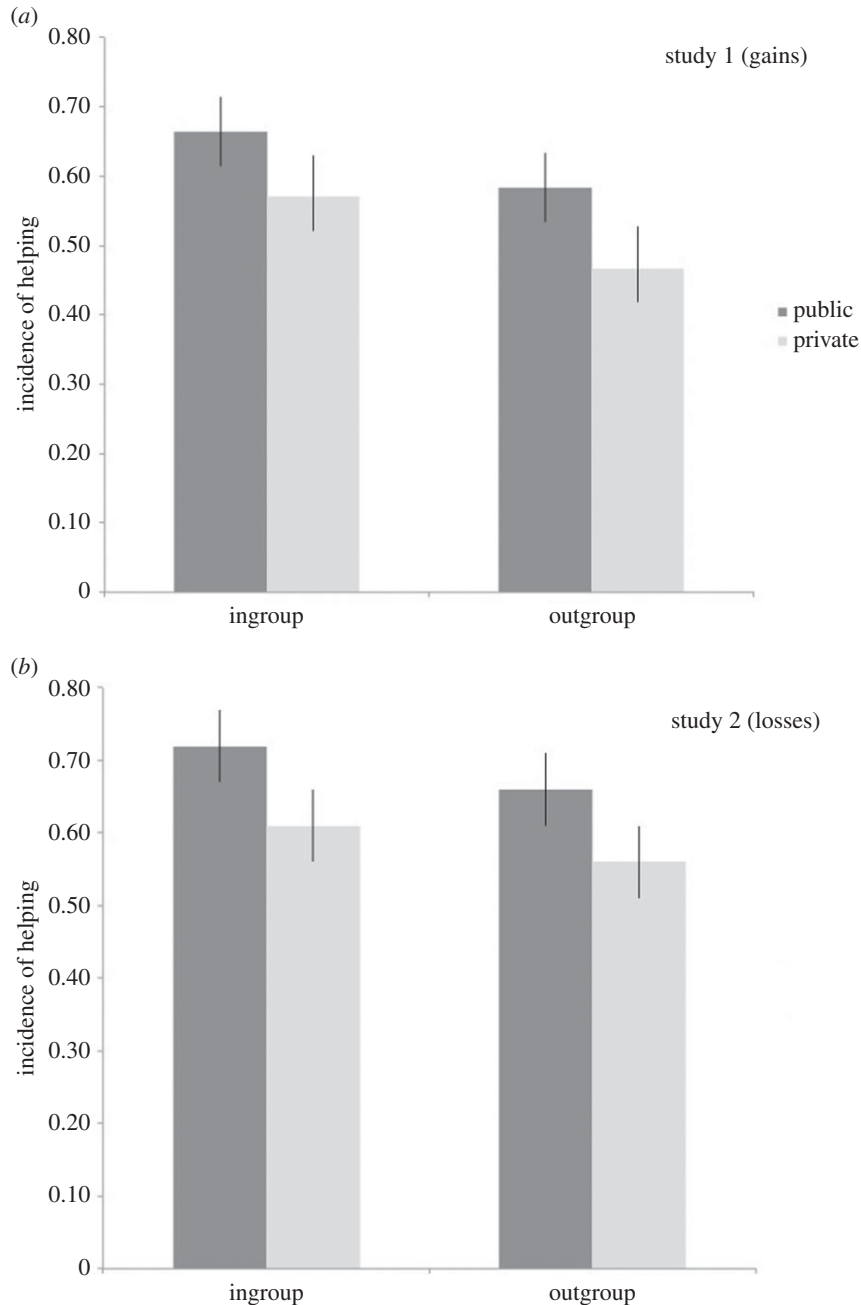 (a)
0.80
study 1 (gains)
0.70
0.60
0.50
0.40
0.30
0.20
0.10
0
incidence of helping
public
private
ingroup outgroup
(b)
0.80
study 2 (losses)
0.70
0.60
0.50
0.40
0.30
0.20
0.10
0
incidence of helping
ingroup outgroup